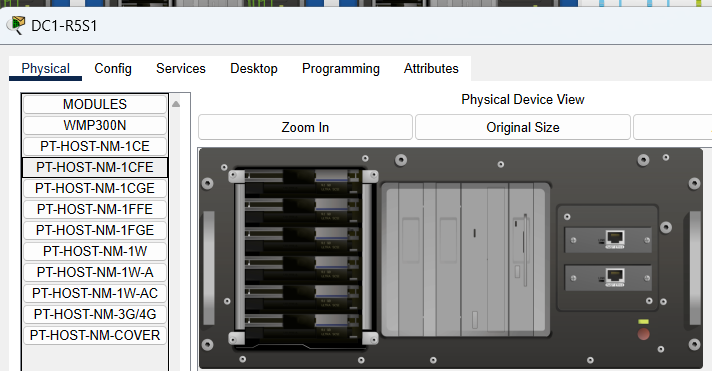 DC1-R5S1
Physical Config Services Desktop Programming Attributes
MODULES
WMP300N
PT-HOST-NM-1CE
PT-HOST-NM-1CFE
PT-HOST-NM-1CGE
PT-HOST-NM-1FFE
PT-HOST-NM-1FGE
PT-HOST-NM-1W
PT-HOST-NM-1W-A
PT-HOST-NM-1W-AC
PT-HOST-NM-3G/4G
PT-HOST-NM-COVER
Physical Device View
Zoom In Original Size